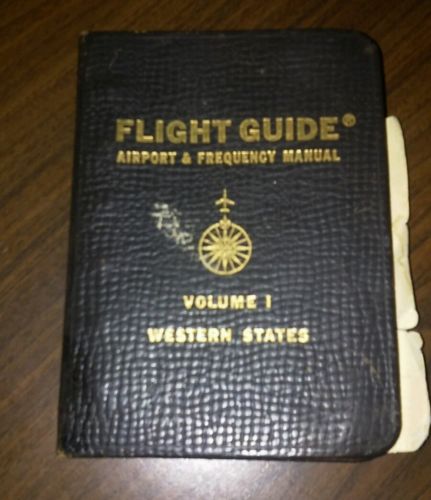 FLIGHT GUIDE®
AIRPORT & FREQUENCY MANUAL
VOLUME I
WESTERN STATES